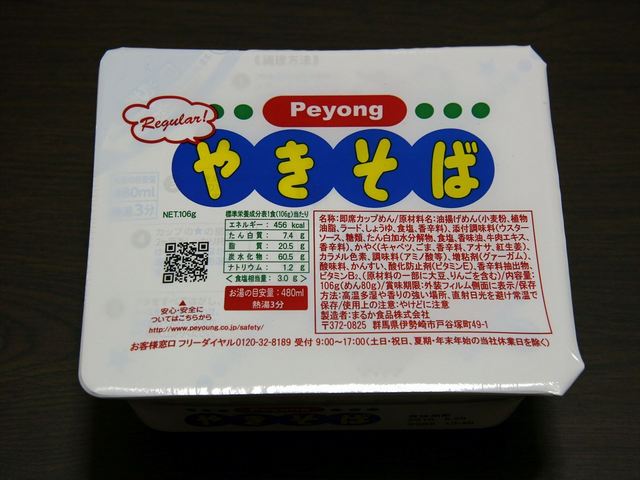 Peyong
Regular!
やきそば
NET.106g
標準栄養成分表1食(106g)当たり
エネルギー: 456 kcal
たん白質: 7.4 g
脂質: 20.5 g
炭水化物: 60.5 g
ナトリウム: 1.2 g
<食塩相当量: 3.0 g>
お湯の目安量: 480ml
熱湯3分
▲
安心・安全に
ついてはこちらから
http://www.peyoung.co.jp/safety/
名称:即席カップめん/原材料名:油揚げめん(小麦粉、植物
油脂、ラード、しょうゆ、食塩、香辛料)、添付調味料(ウスター
ソース、糖類、たん白加水分解物、食塩、香味油、牛肉エキス、
香辛料)、かやく(キャベツ、ごま、香辛料、アオサ、紅生姜)、
カラメル色素、調味料(アミノ酸等)、増粘剤(グァーガム)、
酸味料、かんすい、酸化防止剤(ビタミンE)、香辛料抽出物、
ビタミンB₂、(原材料の一部に大豆、りんごを含む)/内容量:
106g(めん80g)/賞味期限:外装フィルム側面に表示/保存
方法:高温多湿や香りの強い場所、直射日光を避け常温で
保存/使用上の注意:やけどに注意
製造者:まるか食品株式会社
〒372-0825 群馬県伊勢崎市戸谷塚町49-1
お客様窓口 フリーダイヤル0120-32-8189 受付 9:00~17:00(土・日・祝日、夏期・年末年始の当社休業日を除く)
Peyong
やきそば